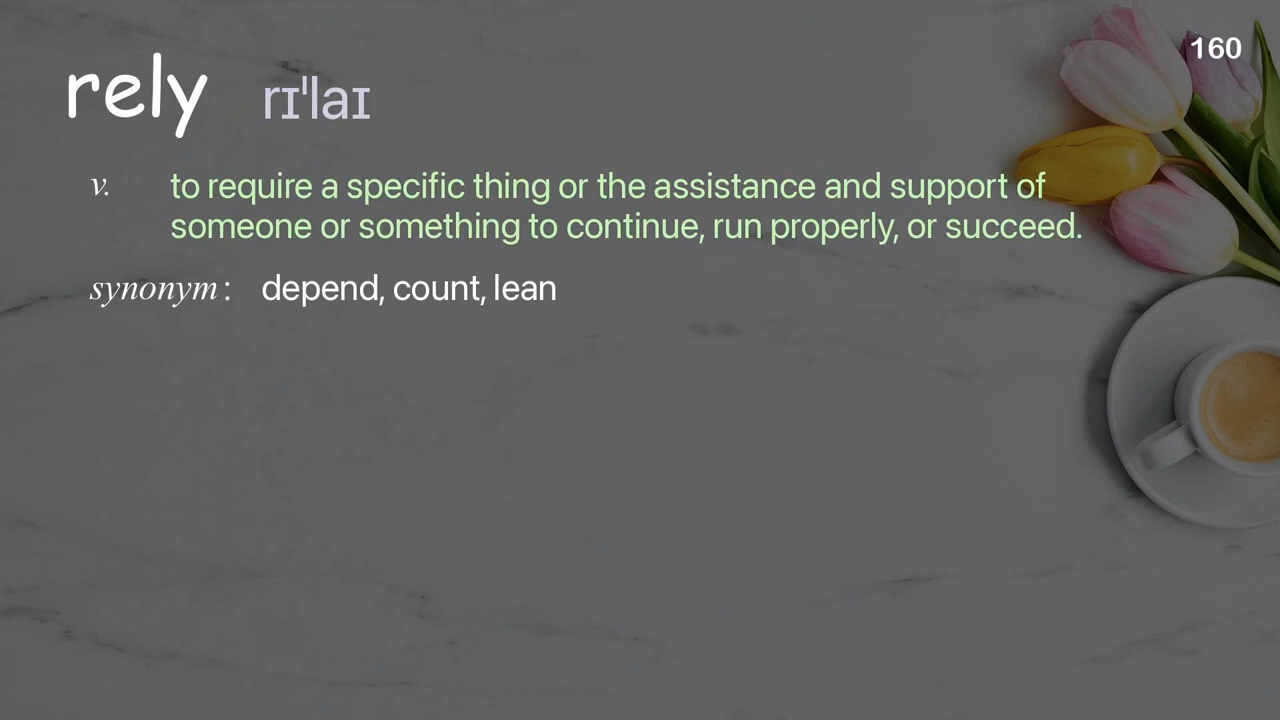 160
rely rɪˈlaɪ
v. to require a specific thing or the assistance and support of
someone or something to continue, run properly, or succeed.
synonym : depend, count, lean